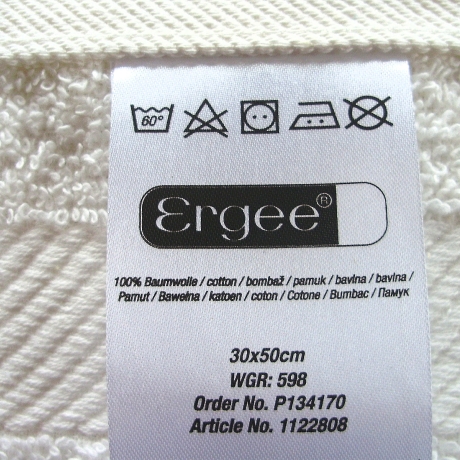 60°
Ergee®
100% Baumwolle / cotton / bombaž / pamuk / bavlna / bavlna /
Pamut / Bawełna / katoen / coton / Cotone / Bumbac / Памук
30x50cm
WGR: 598
Order No. P134170
Article No. 1122808